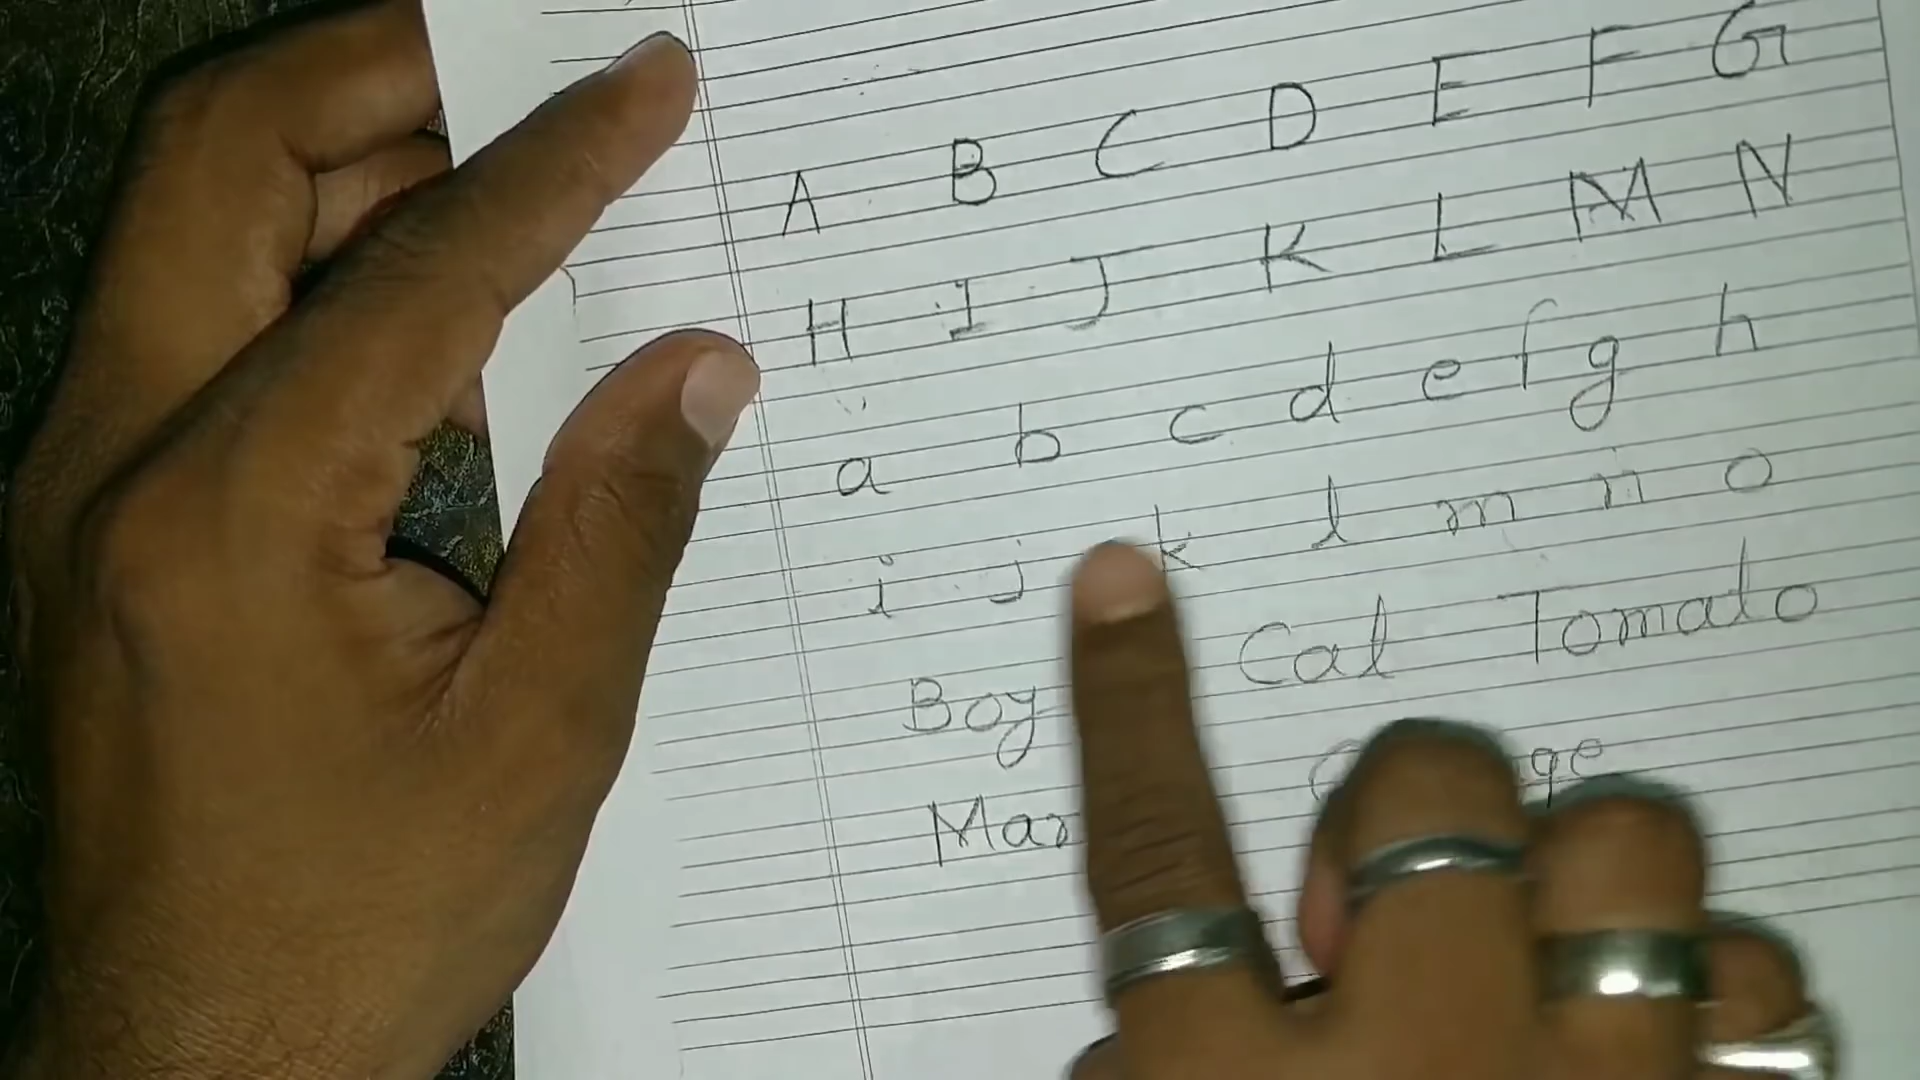 A B C D E F G
H I J K L M N
a b c d e f g h
i j k l m n o
Boy Cat Tomato